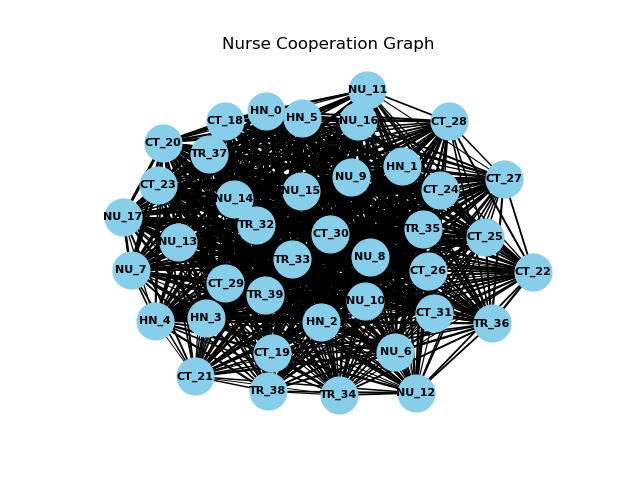 Nurse Cooperation Graph
NU_11
HN_0
HN_5
CT_18
NU_16
CT_28
CT_20
TR_37
HN_1
NU_9
CT_27
CT_23
NU_15
CT_24
NU_14
NU_17
TR_32
TR_35
CT_30
CT_25
NU_13
TR_33
NU_8
NU_7
CT_26
CT_22
CT_29
TR_39
NU_10
CT_31
HN_4
HN_3
HN_2
TR_36
CT_19
NU_6
CT_21
TR_38
TR_34
NU_12